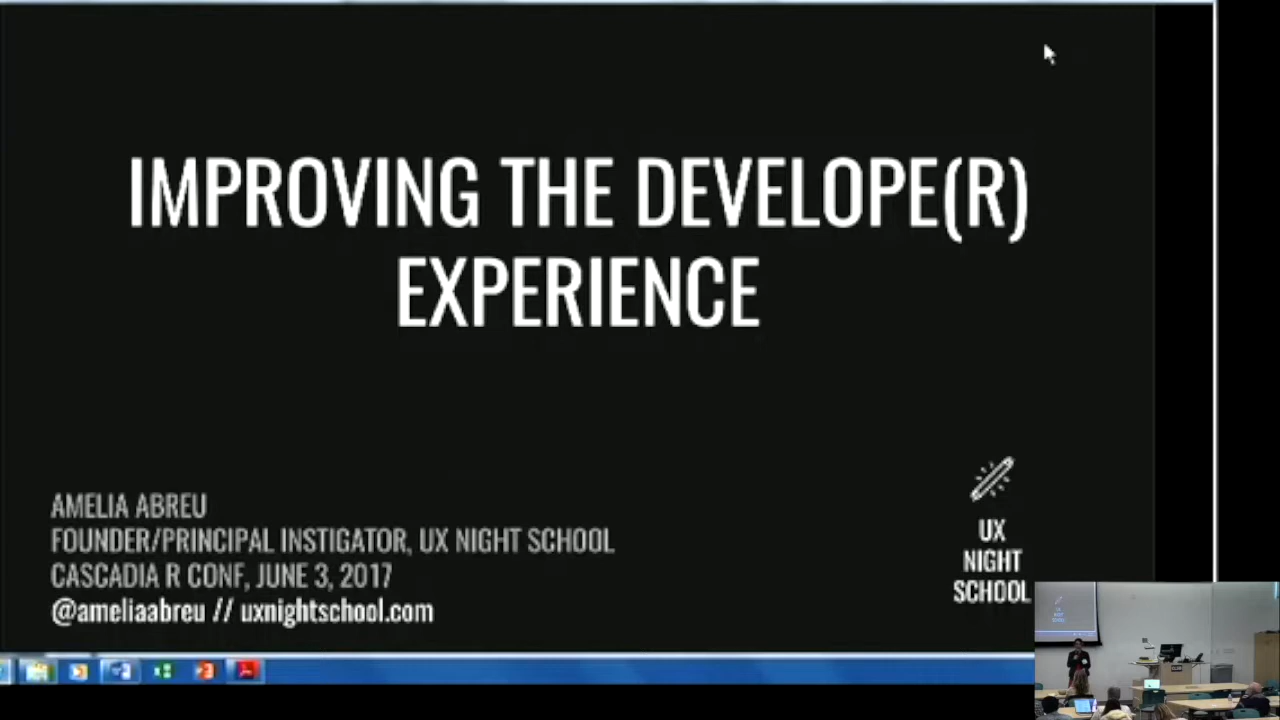 IMPROVING THE DEVELOPE(R)
EXPERIENCE
AMELIA ABREU
FOUNDER/PRINCIPAL INSTIGATOR, UX NIGHT SCHOOL
CASCADIA R CONF, JUNE 3, 2017
@ameliaabreu // uxnightschool.com
UX
NIGHT
SCHOOL